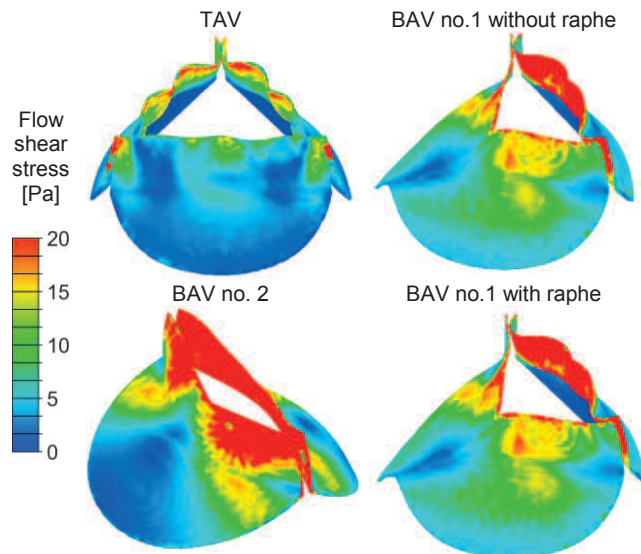 TAV
BAV no.1 without raphe
Flow
shear
stress
[Pa]
20
15
10
5
0
BAV no. 2
BAV no.1 with raphe